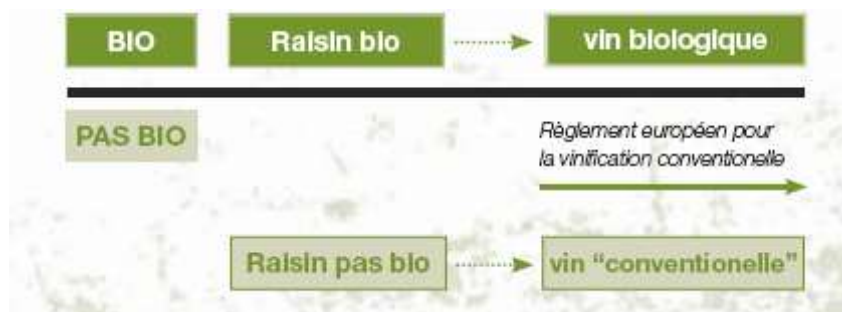 BIO Raisin bio vin biologique
PAS BIO
Règlement européen pour
la vinification conventionelle
Raisin pas bio vin “conventionelle”